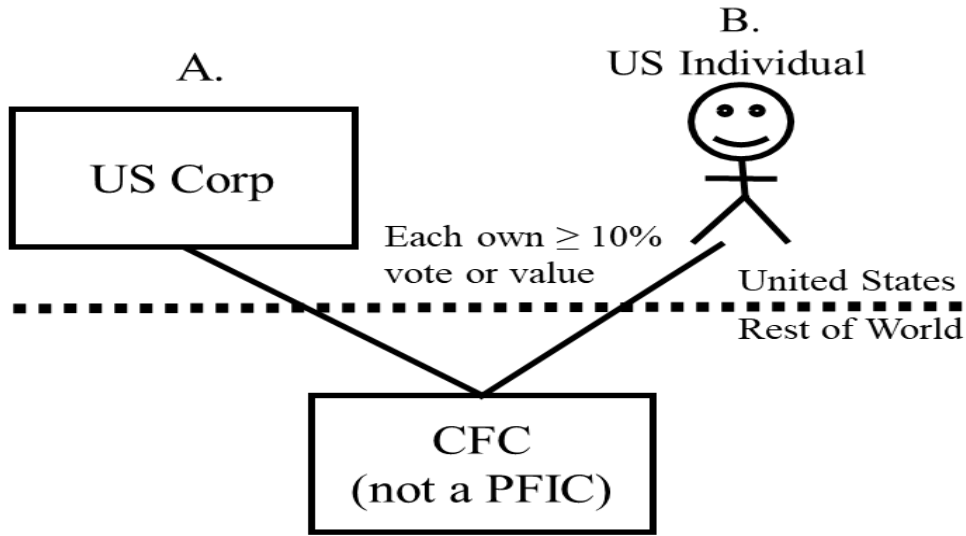 A.
US Corp
B.
US Individual
Each own ≥ 10%
vote or value
United States
Rest of World
CFC
(not a PFIC)